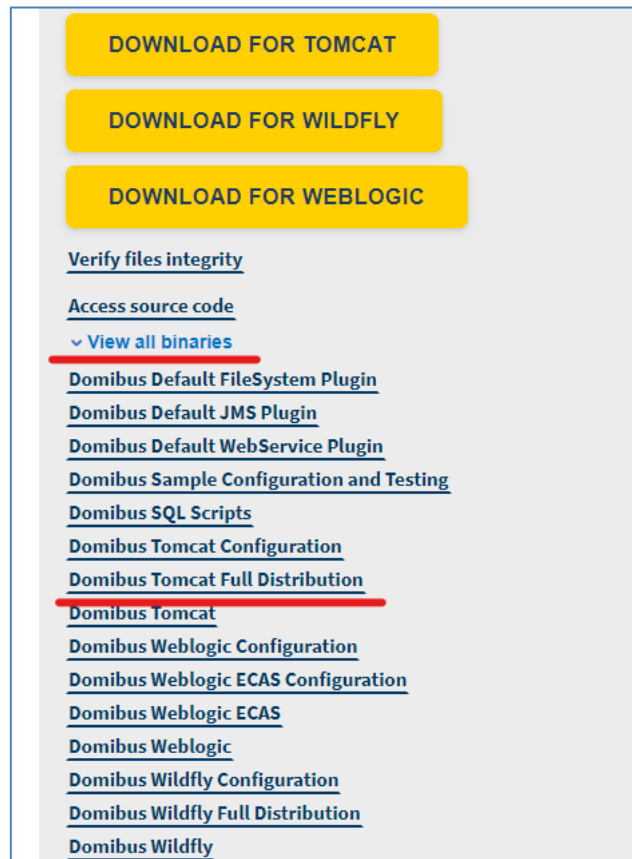 DOWNLOAD FOR TOMCAT
DOWNLOAD FOR WILDFLY
DOWNLOAD FOR WEBLOGIC
Verify files integrity
Access source code
View all binaries
Domibus Default FileSystem Plugin
Domibus Default JMS Plugin
Domibus Default WebService Plugin
Domibus Sample Configuration and Testing
Domibus SQL Scripts
Domibus Tomcat Configuration
Domibus Tomcat Full Distribution
Domibus Tomcat
Domibus Weblogic Configuration
Domibus Weblogic ECAS Configuration
Domibus Weblogic ECAS
Domibus Weblogic
Domibus Wildfly Configuration
Domibus Wildfly Full Distribution
Domibus Wildfly